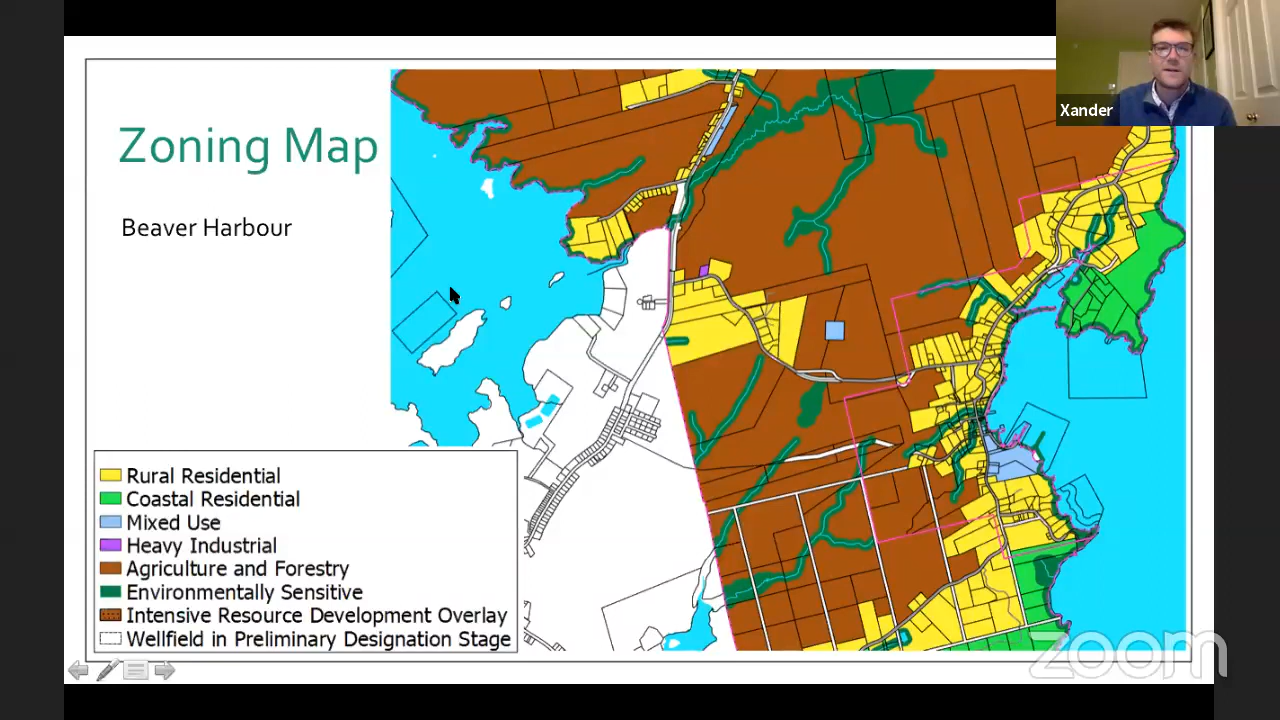 Xander
Zoning Map
Beaver Harbour
Rural Residential
Coastal Residential
Mixed Use
Heavy Industrial
Agriculture and Forestry
Environmentally Sensitive
Intensive Resource Development Overlay
Wellfield in Preliminary Designation Stage
zoom